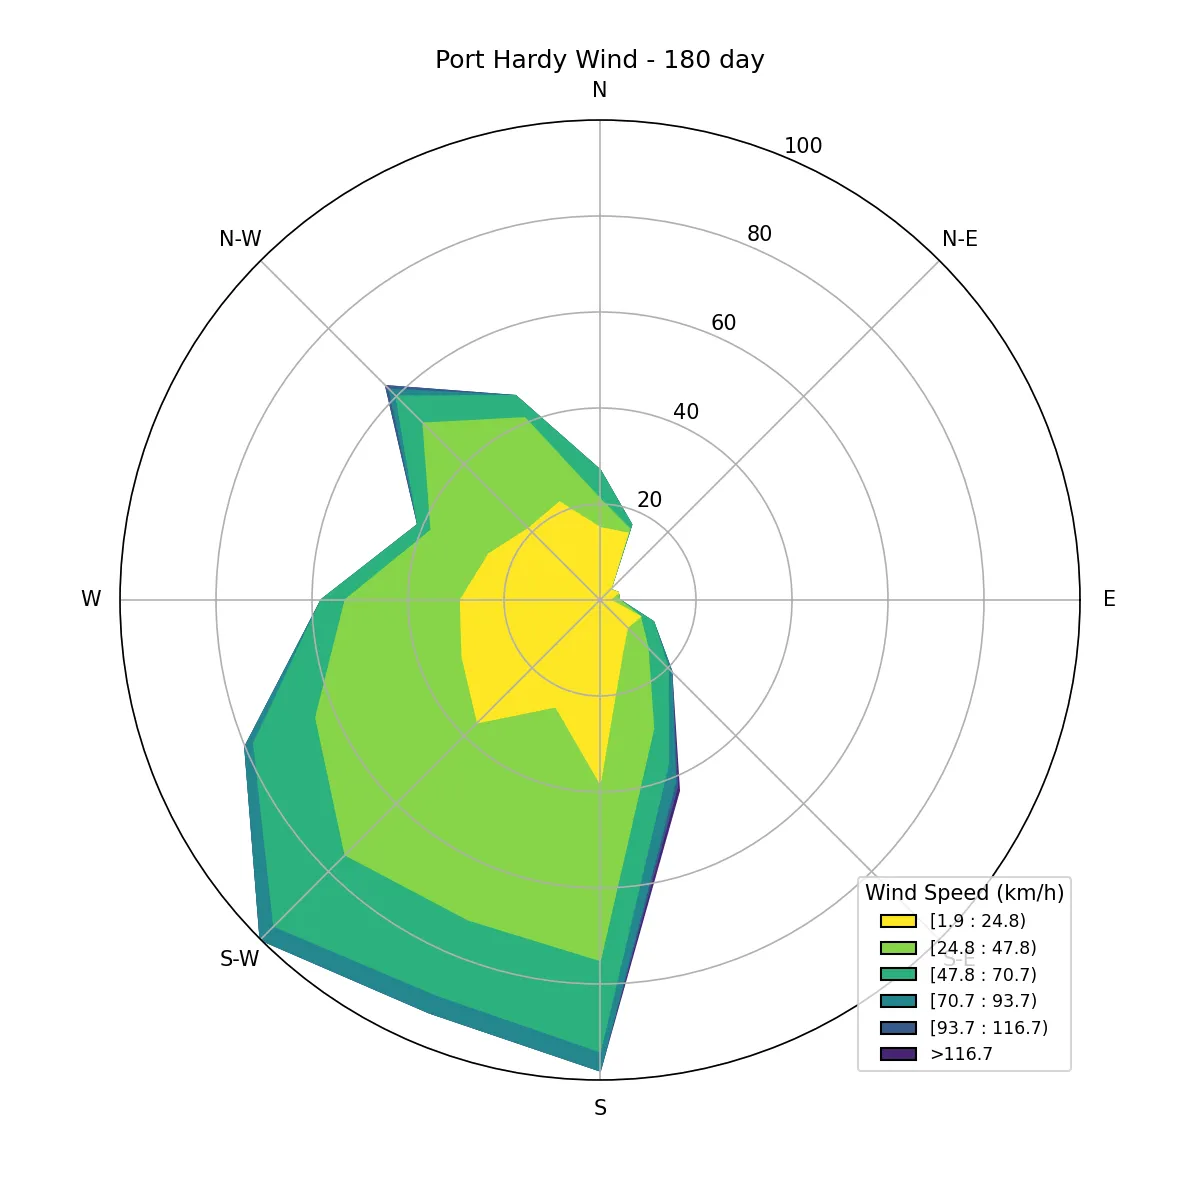 Port Hardy Wind - 180 day
N
100
N-W
80
N-E
60
40
20
W
E
Wind Speed (km/h)
[1.9 : 24.8)
[24.8 : 47.8)
S-W
S-E
[47.8 : 70.7)
[70.7 : 93.7)
[93.7 : 116.7)
>116.7
S